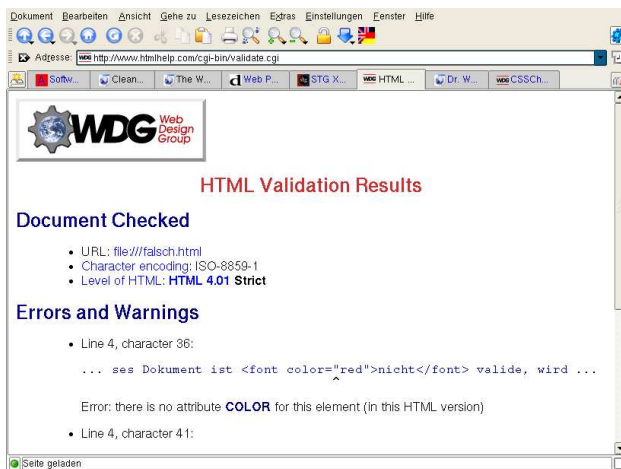 Dokument Bearbeiten Ansicht Gehe zu Lesezeichen Extras Einstellungen Fenster Hilfe
Adresse: http://www.htmlhelp.com/cgi-bin/validate.cgi
Softw... Clean... The W... Web P... STG X... HTML ... Dr. W... CSSCh...
WDG Web Design Group
HTML Validation Results
Document Checked
• URL: file:///falsch.html
• Character encoding: ISO-8859-1
• Level of HTML: HTML 4.01 Strict
Errors and Warnings
• Line 4, character 36:
... ses Dokument ist <font color="red">nicht</font> valide, wird ...
^
Error: there is no attribute COLOR for this element (in this HTML version)
• Line 4, character 41:
Seite geladen